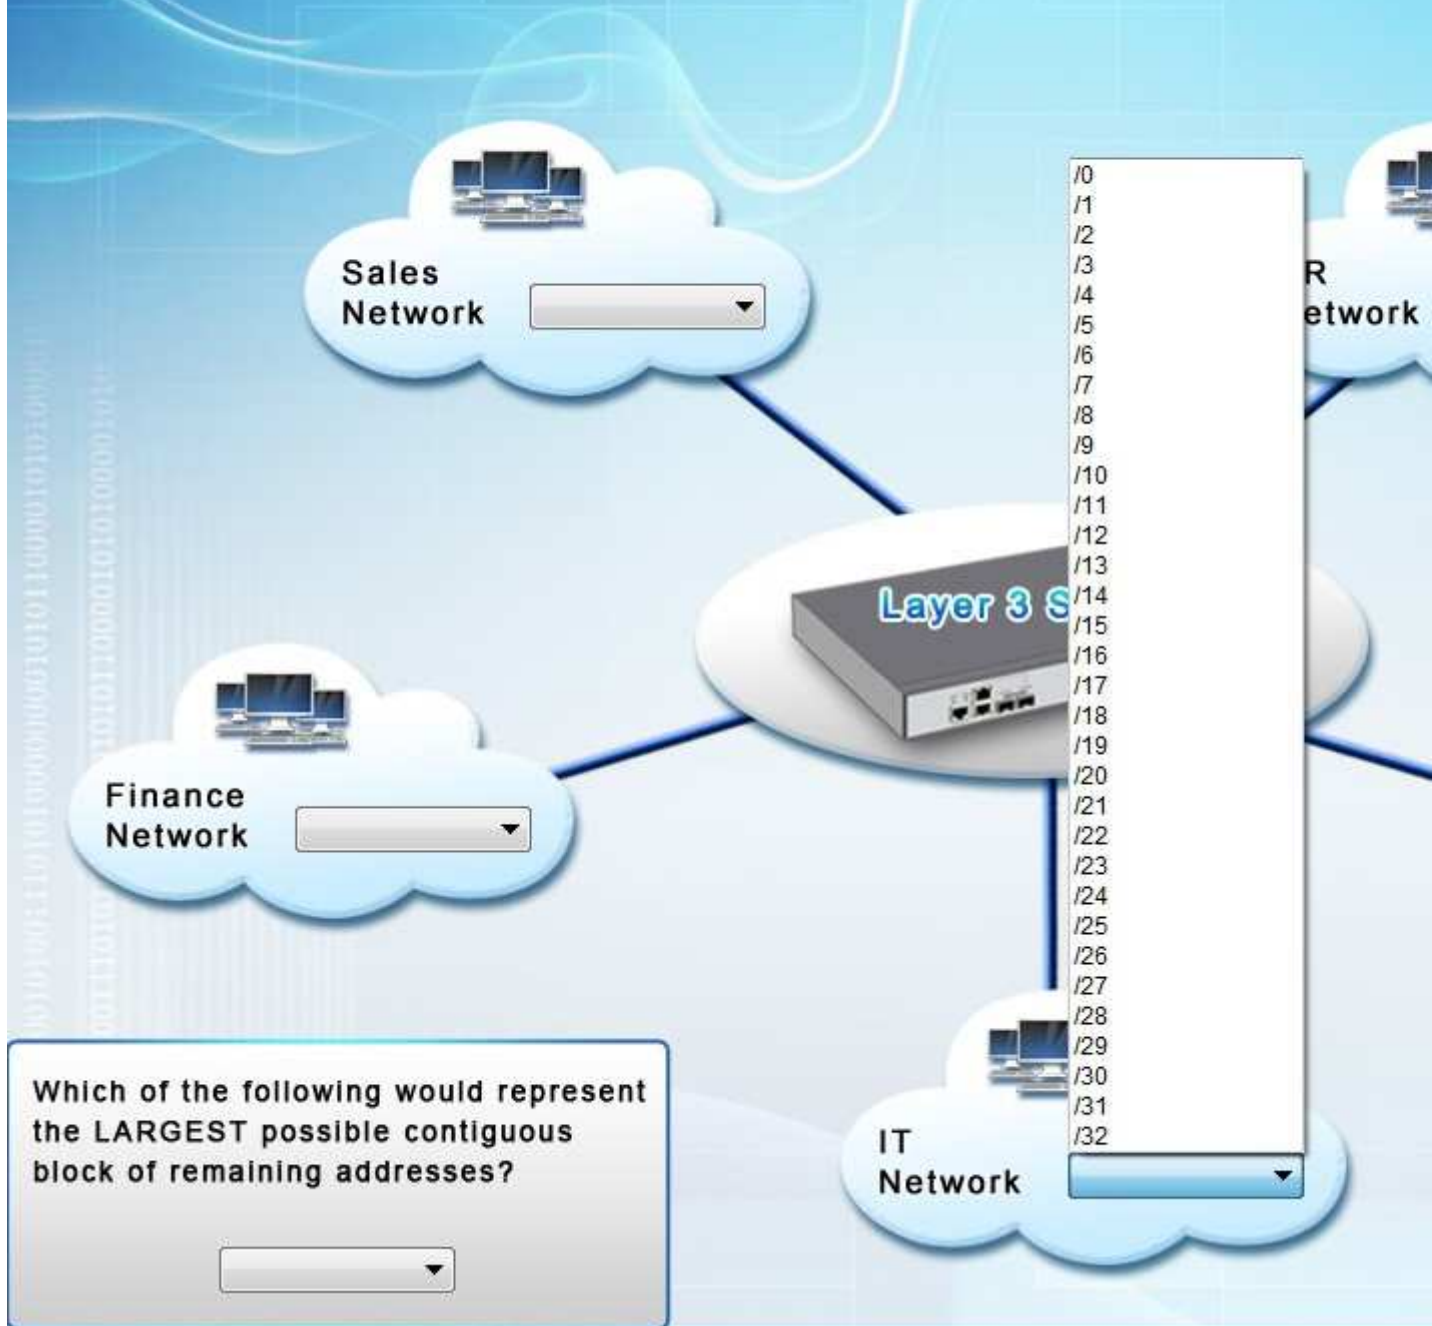 Sales
Network
R
etwork
/0
/1
/2
/3
/4
/5
/6
/7
/8
/9
/10
/11
/12
/13
/14
/15
/16
/17
/18
/19
/20
/21
/22
/23
/24
/25
/26
/27
/28
/29
/30
/31
/32
Layer 3 S
Finance
Network
IT
Network
Which of the following would represent
the LARGEST possible contiguous
block of remaining addresses?